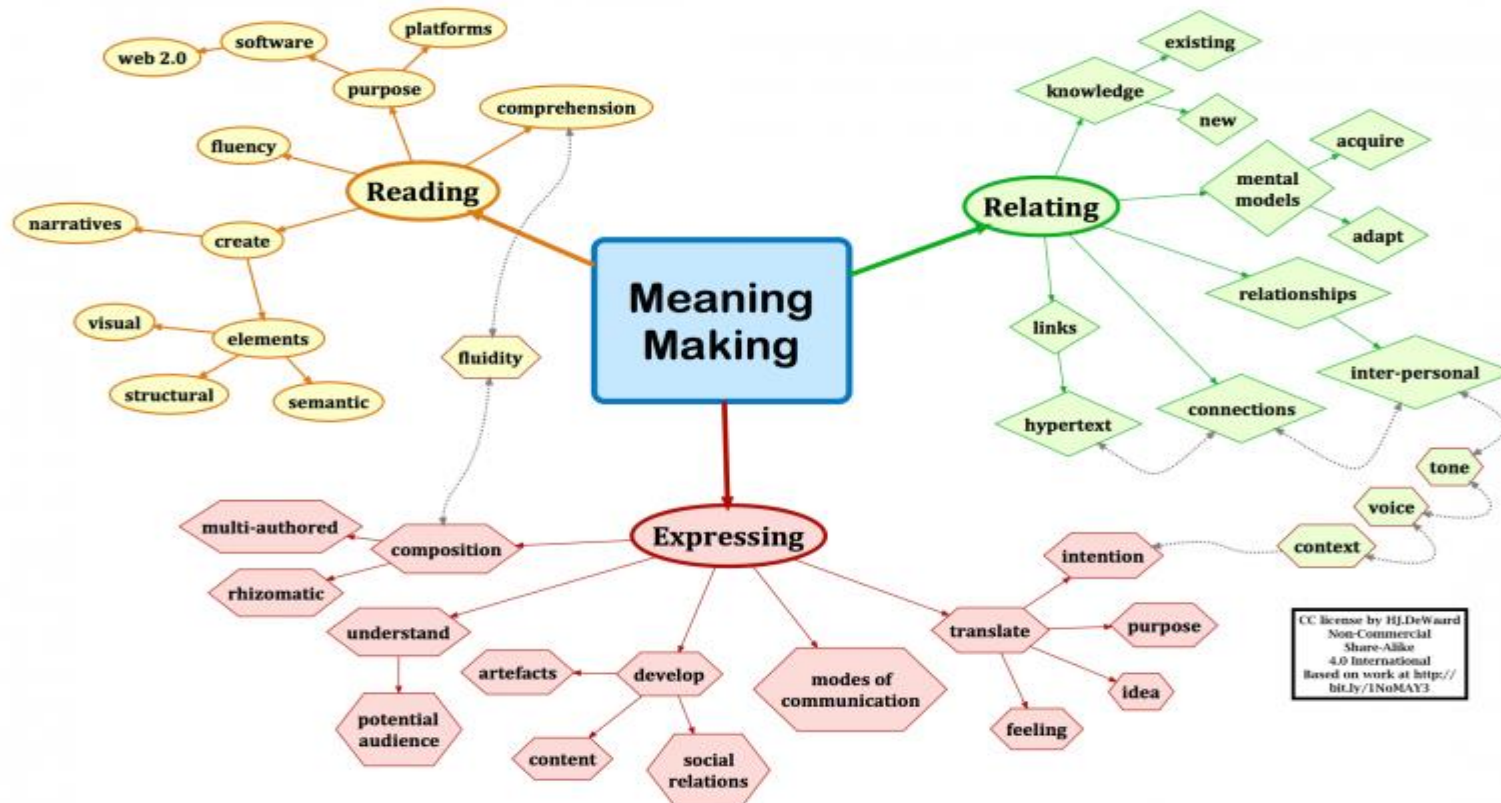 Meaning
Making
Reading
purpose
software
web 2.0
platforms
comprehension
fluency
create
narratives
elements
visual
structural
semantic
fluidity
Relating
knowledge
existing
new
mental
models
acquire
adapt
relationships
inter-personal
connections
links
hypertext
tone
voice
context
Expressing
composition
multi-authored
rhizomatic
understand
potential
audience
develop
artefacts
content
social
relations
modes of
communication
translate
intention
purpose
idea
feeling
CC license by HJ.DeWaard
Non-Commercial
Share-Alike
4.0 International
Based on work at http://
bit.ly/1NoMAY3